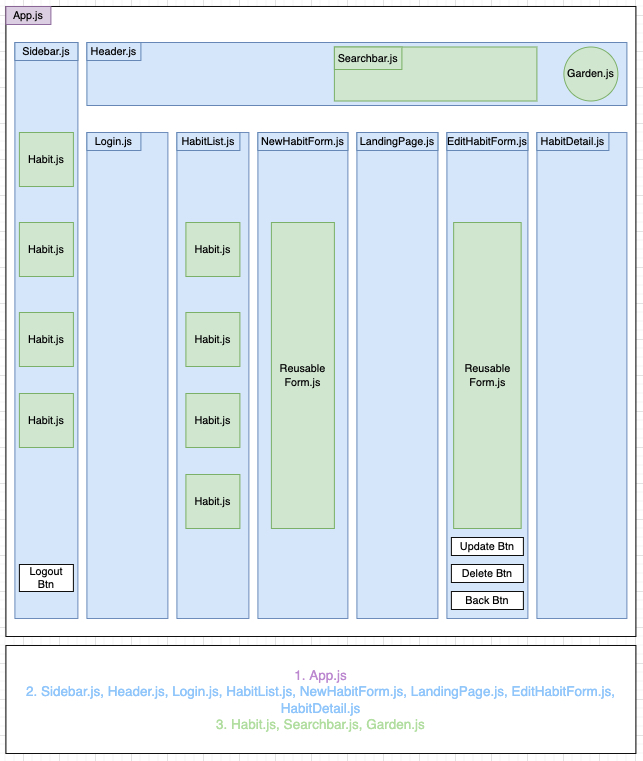 App.js
Sidebar.js
Header.js
Searchbar.js
Garden.js
Habit.js
Habit.js
Habit.js
Habit.js
Logout
Btn
Login.js
HabitList.js
Habit.js
Habit.js
Habit.js
Habit.js
NewHabitForm.js
Reusable
Form.js
LandingPage.js
EditHabitForm.js
Reusable
Form.js
Update Btn
Delete Btn
Back Btn
HabitDetail.js
1. App.js
2. Sidebar.js, Header.js, Login.js, HabitList.js, NewHabitForm.js, LandingPage.js, EditHabitForm.js,
HabitDetail.js
3. Habit.js, Searchbar.js, Garden.js